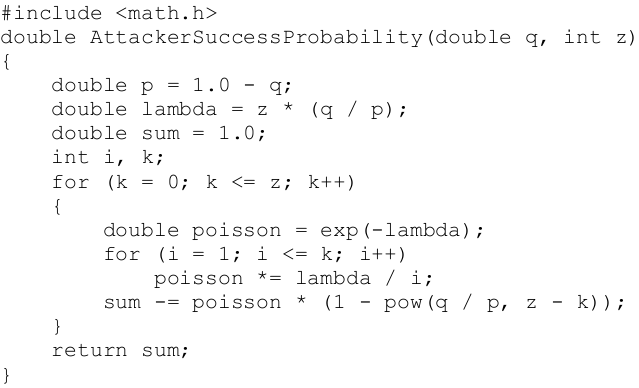 #include <math.h>
double AttackerSuccessProbability(double q, int z)
{
    double p = 1.0 - q;
    double lambda = z * (q / p);
    double sum = 1.0;
    int i, k;
    for (k = 0; k <= z; k++)
    {
        double poisson = exp(-lambda);
        for (i = 1; i <= k; i++)
            poisson *= lambda / i;
        sum -= poisson * (1 - pow(q / p, z - k));
    }
    return sum;
}